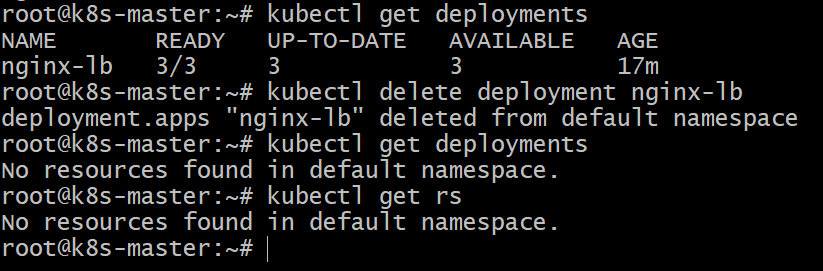 root@k8s-master:~# kubectl get deployments
NAME READY UP-TO-DATE AVAILABLE AGE
nginx-lb 3/3 3 3 17m
root@k8s-master:~# kubectl delete deployment nginx-lb
deployment.apps "nginx-lb" deleted from default namespace
root@k8s-master:~# kubectl get deployments
No resources found in default namespace.
root@k8s-master:~# kubectl get rs
No resources found in default namespace.
root@k8s-master:~#